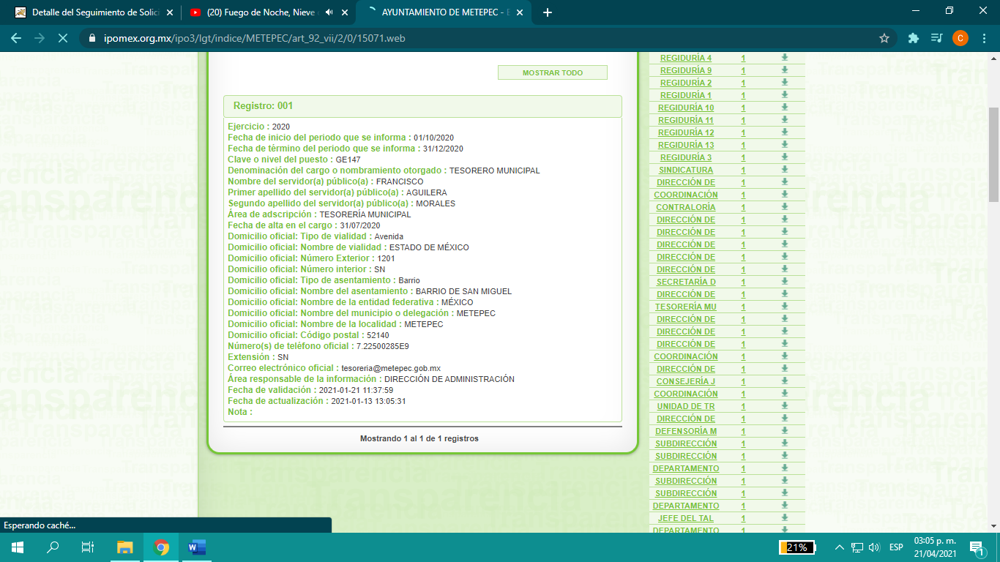 Detalle del Seguimiento de Solici
(20) Fuego de Noche, Nieve
AYUNTAMIENTO DE METEPEC - E
ipomex.org.mx/ipo3/lgt/indice/METEPEC/art_92_vii/2/0/15071.web
C
MOSTRAR TODO
Registro: 001
Ejercicio : 2020
Fecha de inicio del periodo que se informa : 01/10/2020
Fecha de término del periodo que se informa : 31/12/2020
Clave o nivel del puesto : GE147
Denominación del cargo o nombramiento otorgado : TESORERO MUNICIPAL
Nombre del servidor(a) público(a) : FRANCISCO
Primer apellido del servidor(a) público(a) : AGUILERA
Segundo apellido del servidor(a) público(a) : MORALES
Área de adscripción : TESORERÍA MUNICIPAL
Fecha de alta en el cargo : 31/07/2020
Domicilio oficial: Tipo de vialidad : Avenida
Domicilio oficial: Nombre de vialidad : ESTADO DE MÉXICO
Domicilio oficial: Número Exterior : 1201
Domicilio oficial: Número interior : SN
Domicilio oficial: Tipo de asentamiento : Barrio
Domicilio oficial: Nombre del asentamiento : BARRIO DE SAN MIGUEL
Domicilio oficial: Nombre de la entidad federativa : MÉXICO
Domicilio oficial: Nombre del municipio o delegación : METEPEC
Domicilio oficial: Nombre de la localidad : METEPEC
Domicilio oficial: Código postal : 52140
Número(s) de teléfono oficial : 7.22500285E9
Extensión : SN
Correo electrónico oficial : tesoreria@metepec.gob.mx
Área responsable de la información : DIRECCIÓN DE ADMINISTRACIÓN
Fecha de validación : 2021-01-21 11:37:59
Fecha de actualización : 2021-01-13 13:05:31
Nota :
Mostrando 1 al 1 de 1 registros
REGIDURÍA 4 1
REGIDURÍA 9 1
REGIDURÍA 2 1
REGIDURÍA 1 1
REGIDURÍA 10 1
REGIDURÍA 11 1
REGIDURÍA 12 1
REGIDURÍA 13 1
REGIDURÍA 3 1
SINDICATURA 1
DIRECCIÓN DE 1
COORDINACIÓN 1
CONTRALORÍA 1
DIRECCIÓN DE 1
DIRECCIÓN DE 1
DIRECCIÓN DE 1
DIRECCIÓN DE 1
DIRECCIÓN DE 1
SECRETARÍA D 1
DIRECCIÓN DE 1
TESORERÍA MU 1
DIRECCIÓN DE 1
DIRECCIÓN DE 1
DIRECCIÓN DE 1
COORDINACIÓN 1
DIRECCIÓN DE 1
CONSEJERÍA J 1
COORDINACIÓN 1
UNIDAD DE TR 1
DIRECCIÓN DE 1
DEFENSORÍA M 1
SUBDIRECCIÓN 1
SUBDIRECCIÓN 1
DEPARTAMENTO 1
SUBDIRECCIÓN 1
SUBDIRECCIÓN 1
DEPARTAMENTO 1
JEFE DEL TAL 1
DEPARTAMENTO 1
Esperando caché...
21%
ESP
03:05 p. m.
21/04/2021
1